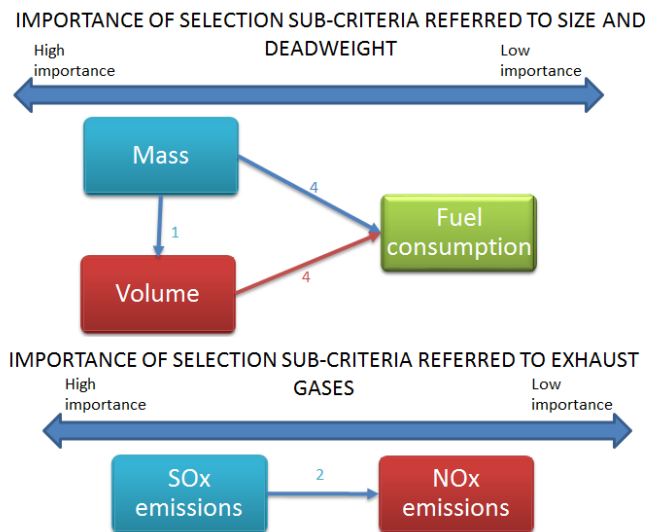 IMPORTANCE OF SELECTION SUB-CRITERIA REFERRED TO SIZE AND
DEADWEIGHT
High
importance
Low
importance
Mass
4
Fuel
consumption
1
Volume
4
IMPORTANCE OF SELECTION SUB-CRITERIA REFERRED TO EXHAUST
GASES
High
importance
Low
importance
SOx
emissions
2
NOx
emissions